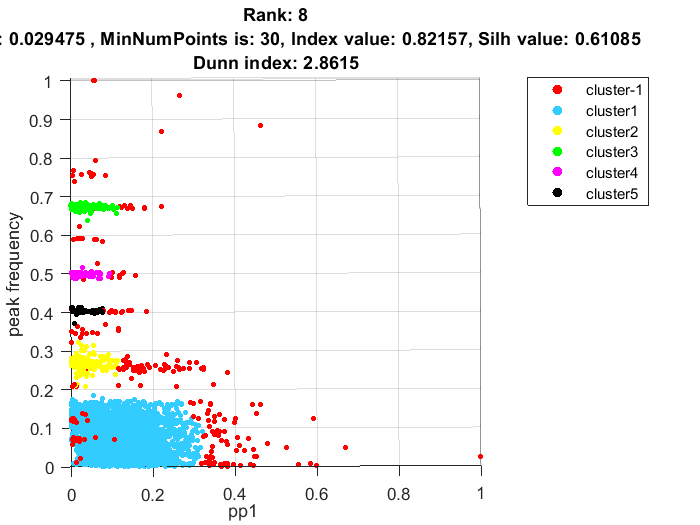 Rank: 8
: 0.029475 , MinNumPoints is: 30, Index value: 0.82157, Silh value: 0.61085
Dunn index: 2.8615
1
0.9
0.8
0.7
0.6
0.5
0.4
0.3
0.2
0.1
0
peak frequency
0 0.2 0.4 0.6 0.8 1
pp1
cluster-1
cluster1
cluster2
cluster3
cluster4
cluster5